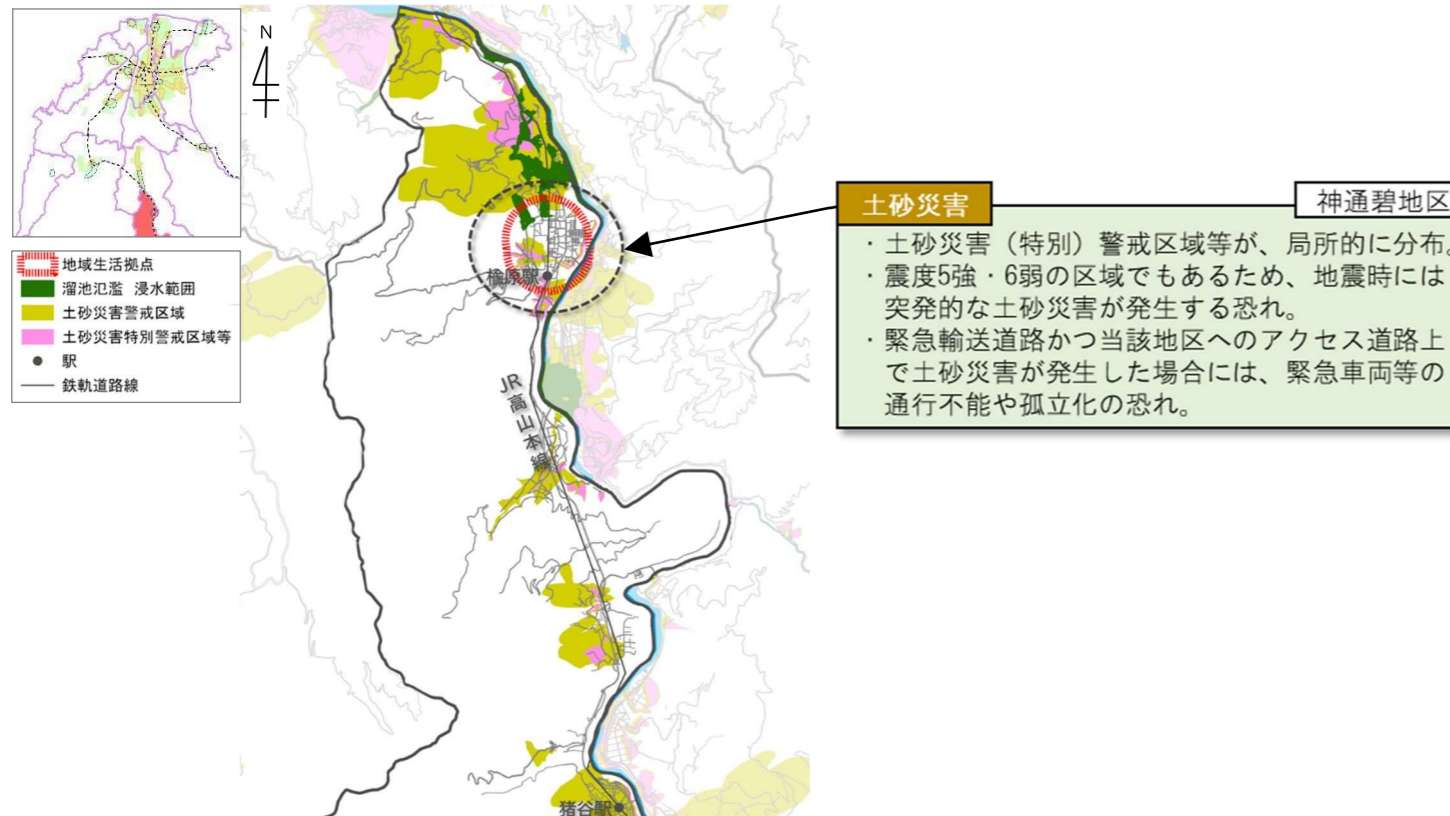 N
地域生活拠点
溜池氾濫 浸水範囲
土砂災害警戒区域
土砂災害特別警戒区域等
駅
鉄軌道路線
楡原駅
JR高山本線
猪谷駅
土砂災害
神通碧地区
・土砂災害（特別）警戒区域等が、局所的に分布。
・震度5強・6弱の区域でもあるため、地震時には
突発的な土砂災害が発生する恐れ。
・緊急輸送道路かつ当該地区へのアクセス道路上
で土砂災害が発生した場合には、緊急車両等の
通行不能や孤立化の恐れ。